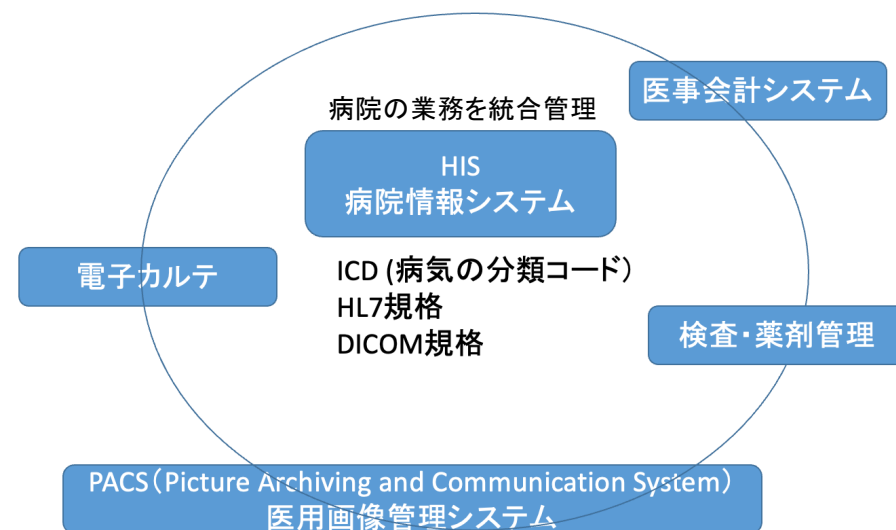 医事会計システム
病院の業務を統合管理
HIS
病院情報システム
電子カルテ
ICD (病気の分類コード）
HL7規格
DICOM規格
検査・薬剤管理
PACS（Picture Archiving and Communication System）
医用画像管理システム